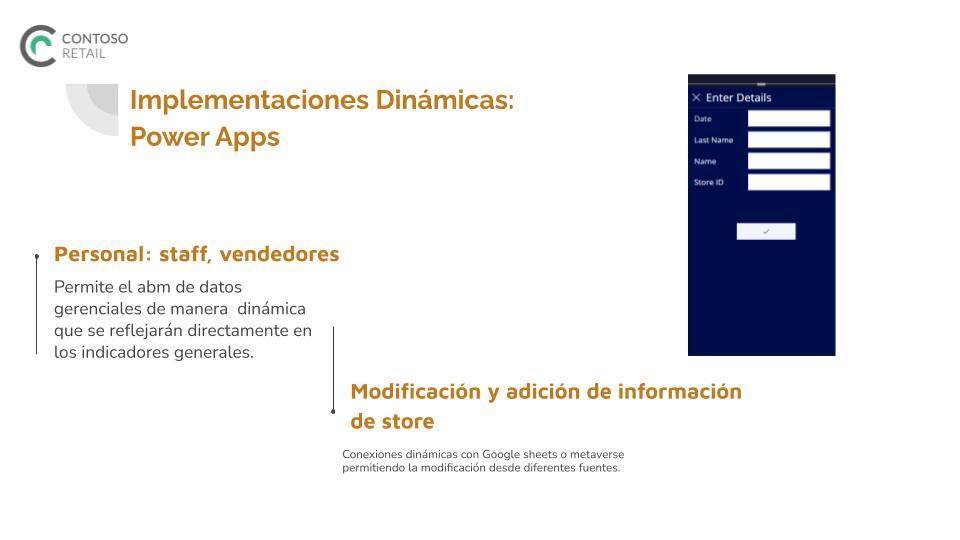 CONTOSO
RETAIL
Implementaciones Dinámicas:
Power Apps
Enter Details
Date
Last Name
Name
Store ID
Personal: staff, vendedores
Permite el abm de datos
gerenciales de manera  dinámica
que se reflejarán directamente en
los indicadores generales.
Modificación y adición de información
de store
Conexiones dinámicas con Google sheets o metaverse
permitiendo la modificación desde diferentes fuentes.